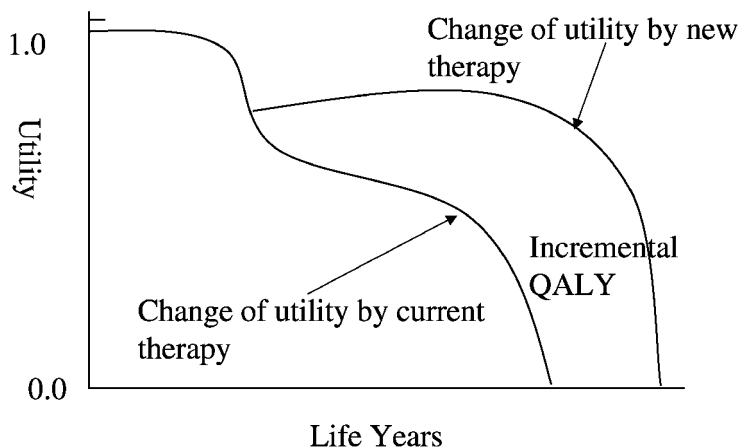 Change of utility by new
therapy
1.0
Utility
Incremental
QALY
Change of utility by current
therapy
0.0
Life Years